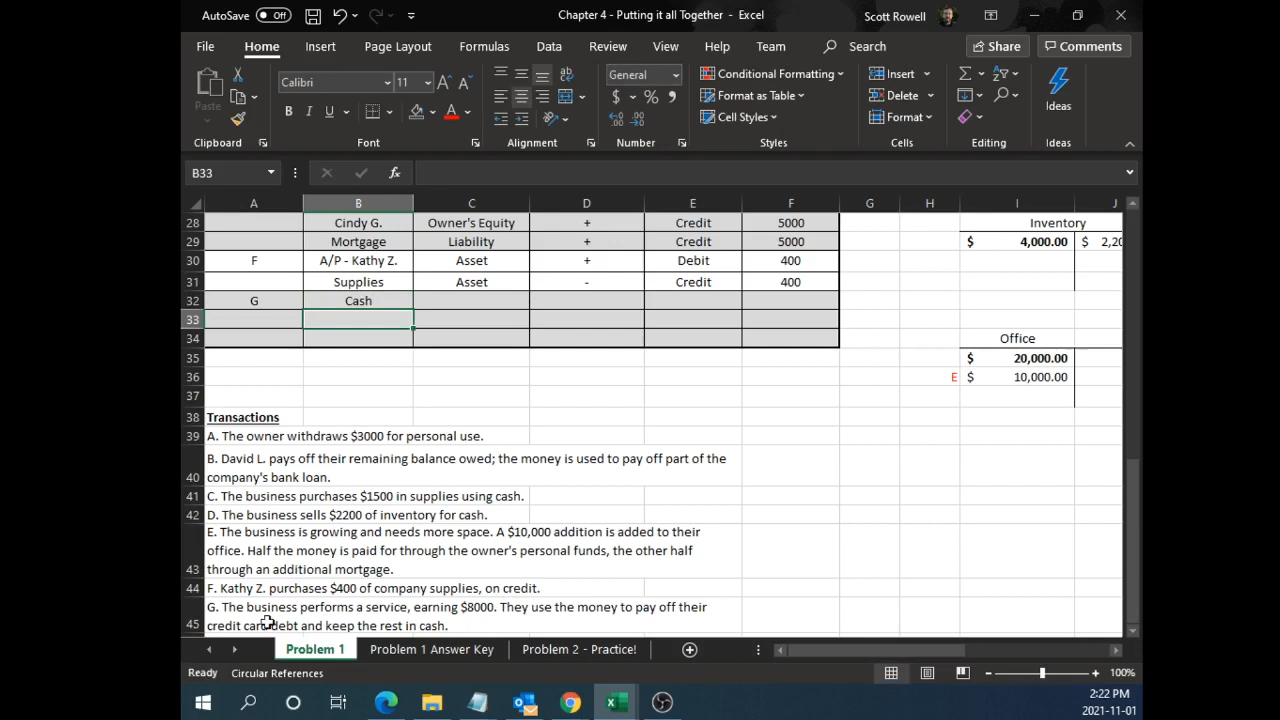 AutoSave Off Chapter 4 - Putting it all Together - Excel Scott Rowell
File Home Insert Page Layout Formulas Data Review View Help Team Search Share Comments
Paste Calibri 11 A A General Conditional Formatting Insert Ideas
B I U A $ % Format as Table Delete
Cell Styles Format
Clipboard Font Alignment Number Styles Cells Editing Ideas
B33 fx
A B C D E F G H I J
28 Cindy G. Owner's Equity + Credit 5000 Inventory
29 Mortgage Liability + Credit 5000 $ 4,000.00 $ 2,20
30 F A/P - Kathy Z. Asset + Debit 400
31 Supplies Asset - Credit 400
32 G Cash
33
34 Office
35 $ 20,000.00
36 E $ 10,000.00
37
38 Transactions
39 A. The owner withdraws $3000 for personal use.
B. David L. pays off their remaining balance owed; the money is used to pay off part of the
40 company's bank loan.
41 C. The business purchases $1500 in supplies using cash.
42 D. The business sells $2200 of inventory for cash.
E. The business is growing and needs more space. A $10,000 addition is added to their
office. Half the money is paid for through the owner's personal funds, the other half
43 through an additional mortgage.
44 F. Kathy Z. purchases $400 of company supplies, on credit.
G. The business performs a service, earning $8000. They use the money to pay off their
45 credit card debt and keep the rest in cash.
Problem 1 Problem 1 Answer Key Problem 2 - Practice!
Ready Circular References 100%
2:22 PM
2021-11-01